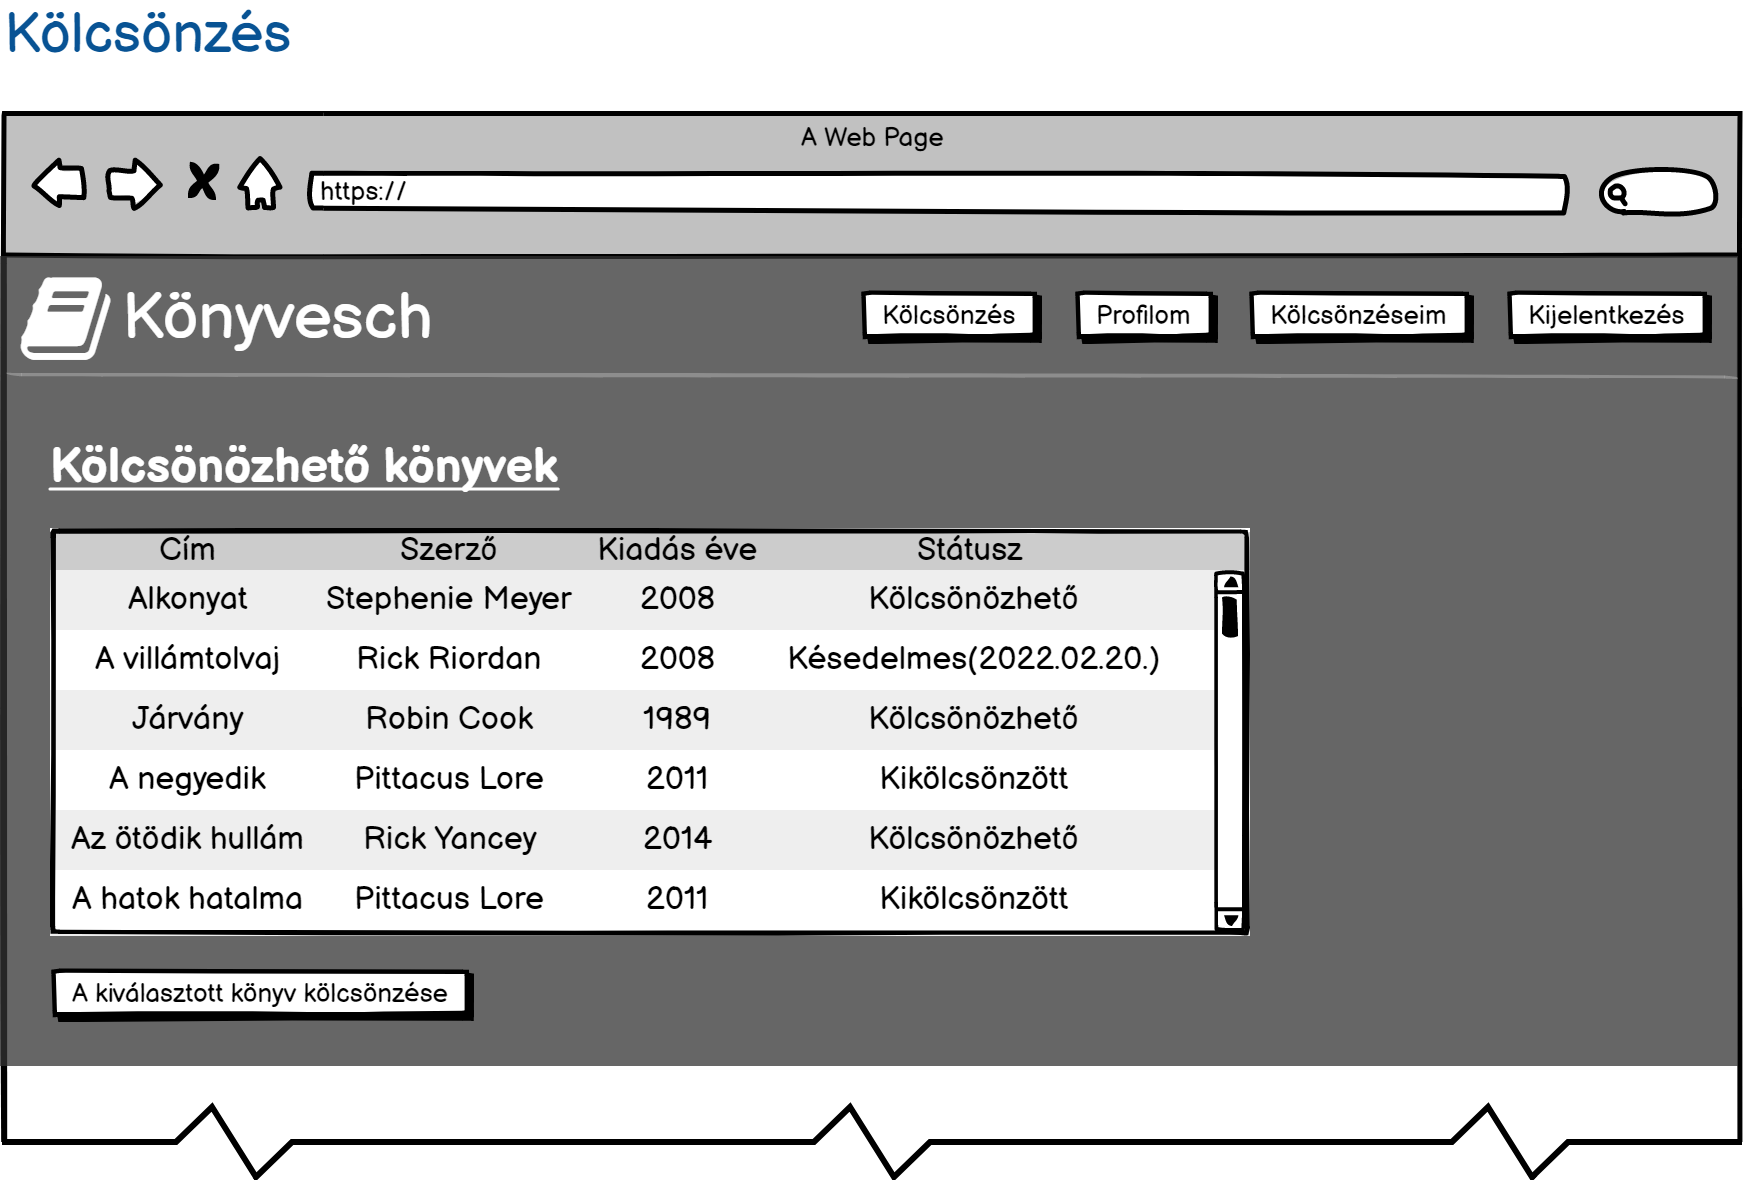 Kölcsönzés
A Web Page
https://
Könyvesch
Kölcsönzés Profilom Kölcsönzéseim Kijelentkezés
Kölcsönözhető könyvek
Cím Szerző Kiadás éve Státusz
Alkonyat Stephenie Meyer 2008 Kölcsönözhető
A villámtolvaj Rick Riordan 2008 Késedelmes(2022.02.20.)
Járvány Robin Cook 1989 Kölcsönözhető
A negyedik Pittacus Lore 2011 Kikölcsönzött
Az ötödik hullám Rick Yancey 2014 Kölcsönözhető
A hatok hatalma Pittacus Lore 2011 Kikölcsönzött
A kiválasztott könyv kölcsönzése